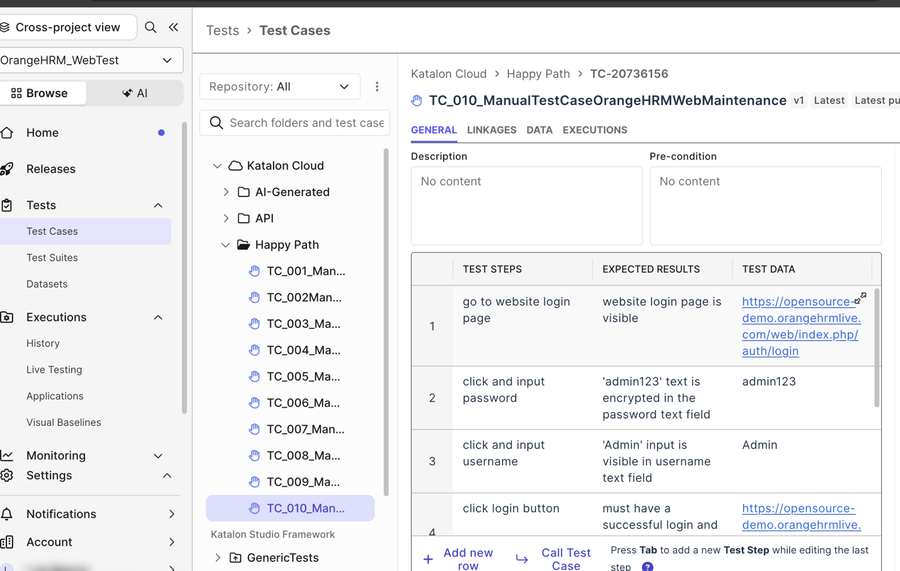 Cross-project view
OrangeHRM_WebTest
Browse
AI
Home
Releases
Tests
Test Cases
Test Suites
Datasets
Executions
History
Live Testing
Applications
Visual Baselines
Monitoring
Settings
Notifications
Account
Tests > Test Cases
Repository: All
Search folders and test case
Katalon Cloud
AI-Generated
API
Happy Path
TC_001_Man...
TC_002Man...
TC_003_Ma...
TC_004_Ma...
TC_005_Ma...
TC_006_Ma...
TC_007_Man...
TC_008_Ma...
TC_009_Ma...
TC_010_Man...
Katalon Studio Framework
GenericTests
Katalon Cloud > Happy Path > TC-20736156
TC_010_ManualTestCaseOrangeHRMWebMaintenance v1 Latest Latest pu
GENERAL LINKAGES DATA EXECUTIONS
Description
No content
Pre-condition
No content
TEST STEPS EXPECTED RESULTS TEST DATA
1
go to website login
page
website login page is
visible
https://opensource-
demo.orangehrmlive.
com/web/index.php/
auth/login
2
click and input
password
'admin123' text is
encrypted in the
password text field
admin123
3
click and input
username
'Admin' input is
visible in username
text field
Admin
4
click login button
must have a
successful login and
https://opensource-
demo.orangehrmlive.
+ Add new
row
Call Test
Case
Press Tab to add a new Test Step while editing the last
step ?